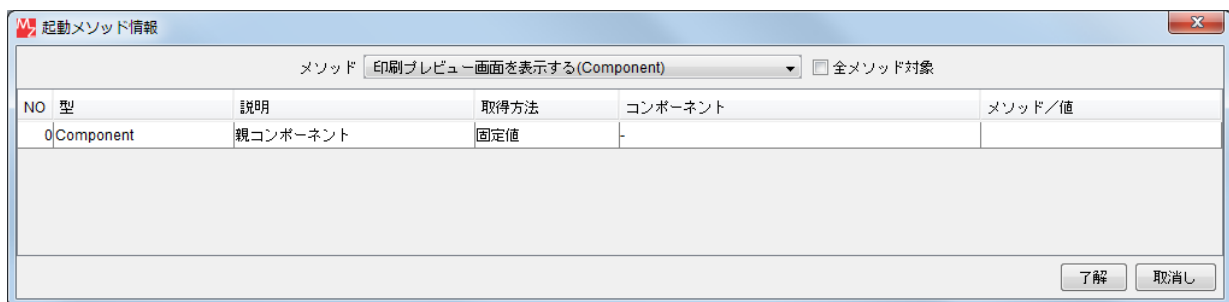 起動メソッド情報
メソッド 印刷プレビュー画面を表示する(Component) 全メソッド対象
NO 型 説明 取得方法 コンポーネント メソッド／値
0 Component 親コンポーネント 固定値 -
了解 取消し